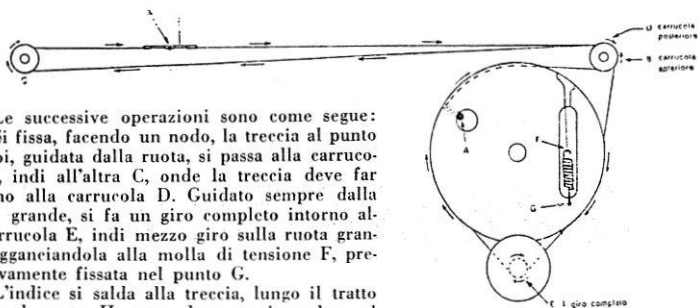 D carrucola
posteriore
B carrucola
anteriore
C
Le successive operazioni sono come segue:
Si fissa, facendo un nodo, la treccia al punto
oi, guidata dalla ruota, si passa alla carruco-
, indi all'altra C, onde la treccia deve far
no alla carrucola D. Guidato sempre dalla
grande, si fa un giro completo intorno al-
rrucola E, indi mezzo giro sulla ruota gran-
gganciandola alla molla di tensione F, pre-
vamente fissata nel punto G.
L'indice si salda alla treccia, lungo il tratto
A
F
G
E 1 giro completo